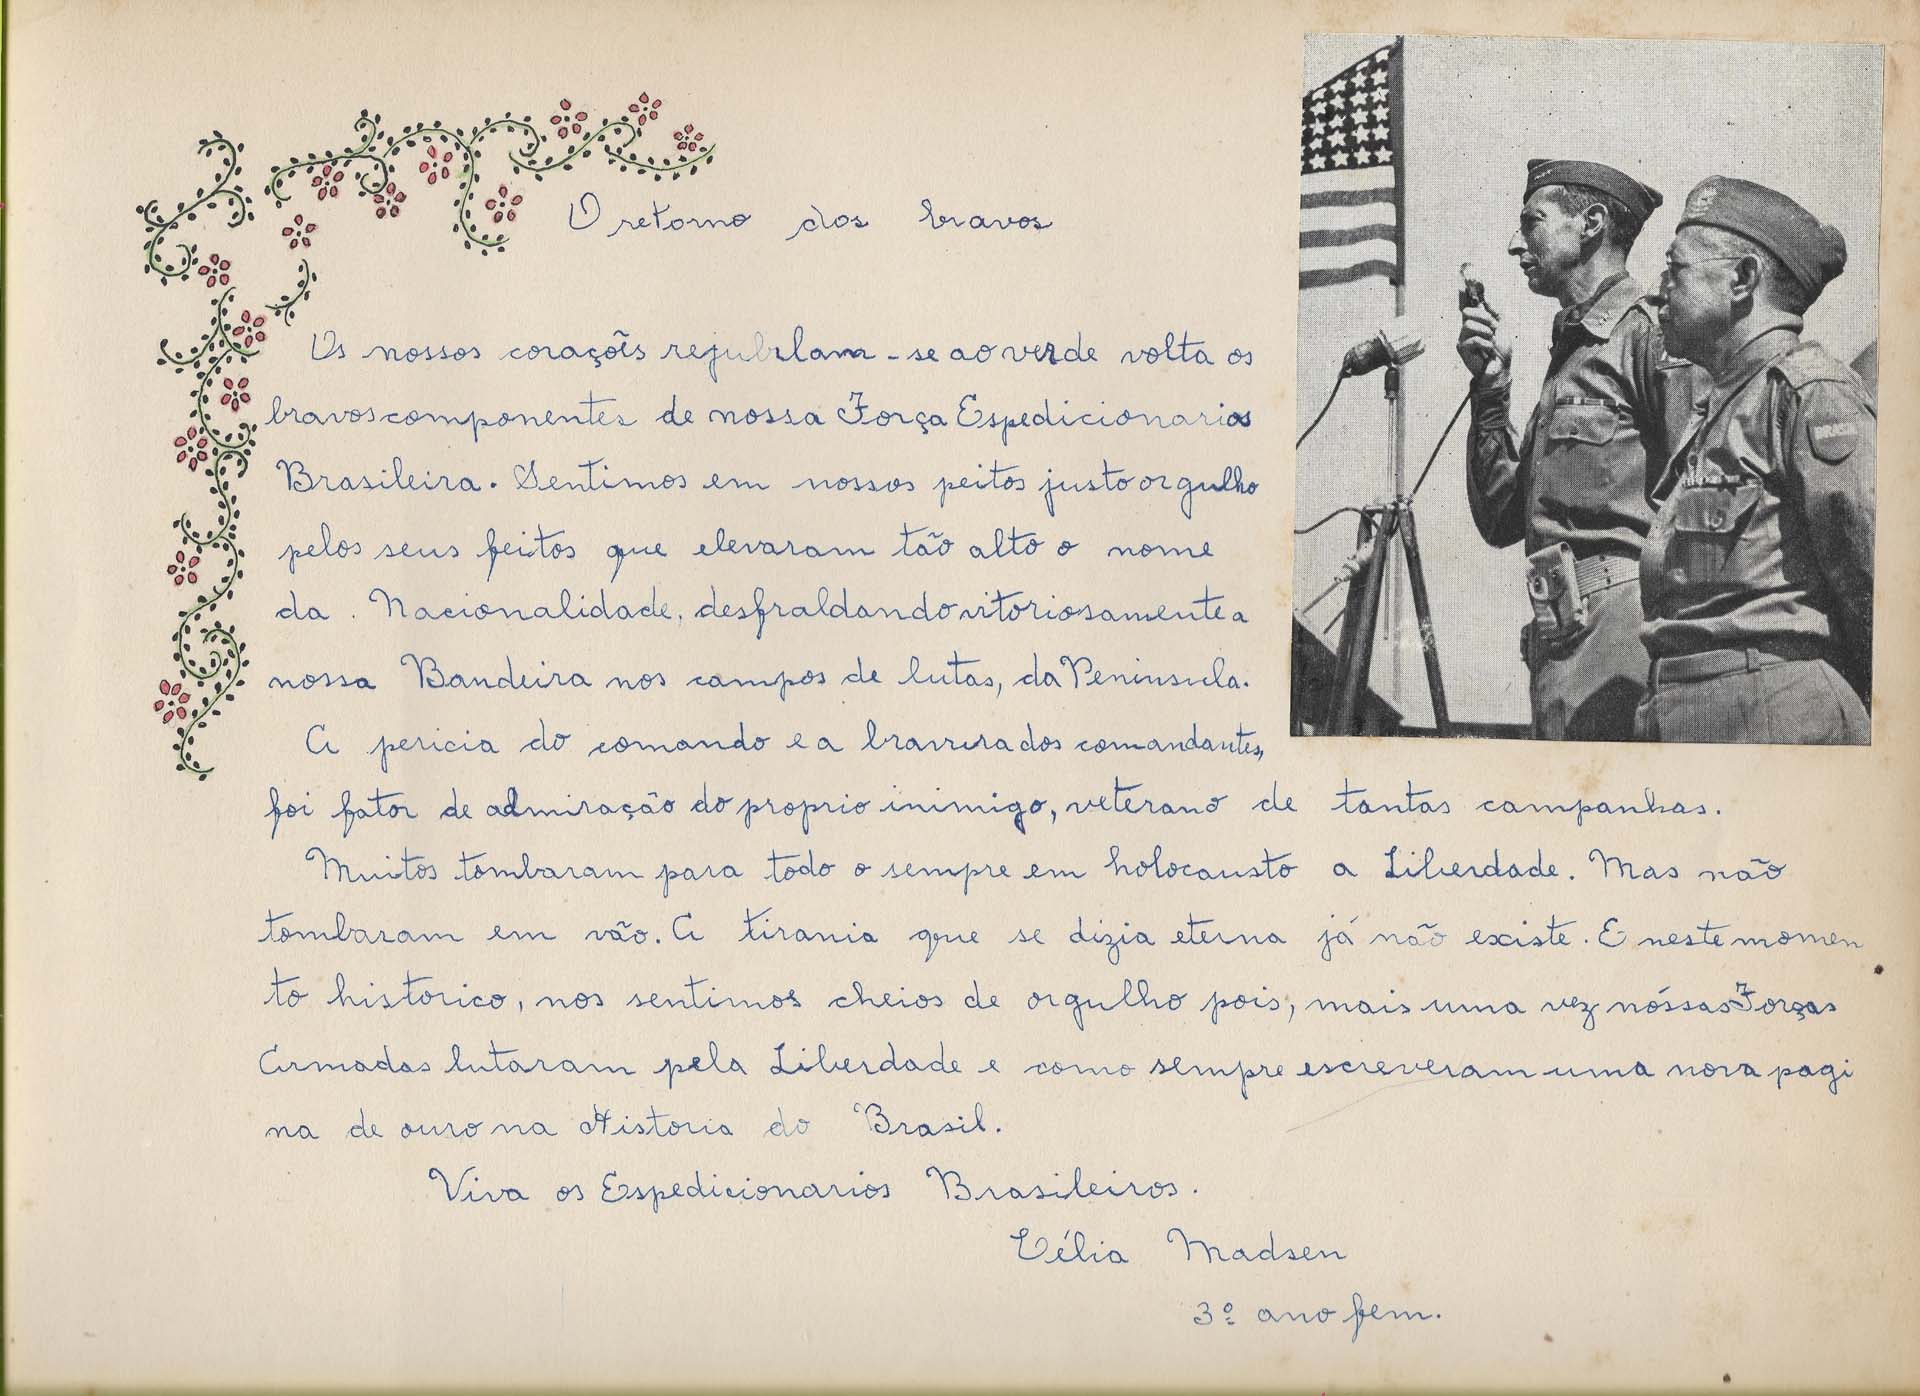 O retorno dos bravos
Os nossos corações rejubilam-se ao ver de volta os
bravos componentes de nossa Força Espedicionarios
Brasileira. Sentimos em nossos peitos justo orgulho
pelos seus feitos que elevaram tão alto o nome
da Nacionalidade, desfraldando vitoriosamente a
nossa Bandeira nos campos de lutas, da Peninsula.
A pericia do comando e a bravura dos comandantes,
foi fator de admiração do proprio inimigo, veterano de tantas campanhas.
Muitos tombaram para todo o sempre em holocausto a Liberdade. Mas não
tombaram em vão. A tirania que se dizia eterna já não existe. E neste momen
to historico, nos sentimos cheios de orgulho pois, mais uma vez nóssas Forças
Armadas lutaram pela Liberdade e como sempre escreveram uma nova pagi
na de ouro na Historia do Brasil.
Viva os Espedicionarios Brasileiros.
Célia Madsen
3º ano fem.
BRASIL